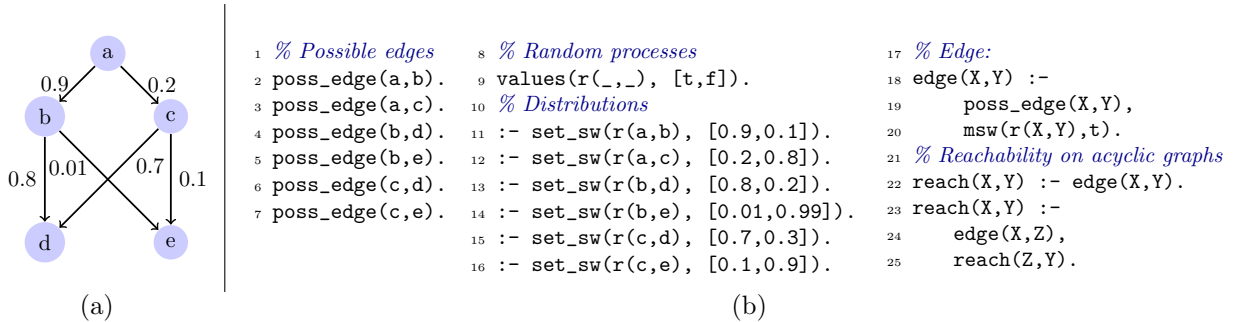 a
0.9
0.2
b
c
0.8
0.01
0.7
0.1
d
e
(a)
1 % Possible edges
2 poss_edge(a,b).
3 poss_edge(a,c).
4 poss_edge(b,d).
5 poss_edge(b,e).
6 poss_edge(c,d).
7 poss_edge(c,e).
8 % Random processes
9 values(r(_,_), [t,f]).
10 % Distributions
11 :- set_sw(r(a,b), [0.9,0.1]).
12 :- set_sw(r(a,c), [0.2,0.8]).
13 :- set_sw(r(b,d), [0.8,0.2]).
14 :- set_sw(r(b,e), [0.01,0.99]).
15 :- set_sw(r(c,d), [0.7,0.3]).
16 :- set_sw(r(c,e), [0.1,0.9]).
17 % Edge:
18 edge(X,Y) :-
19 poss_edge(X,Y),
20 msw(r(X,Y),t).
21 % Reachability on acyclic graphs
22 reach(X,Y) :- edge(X,Y).
23 reach(X,Y) :-
24 edge(X,Z),
25 reach(Z,Y).
(b)